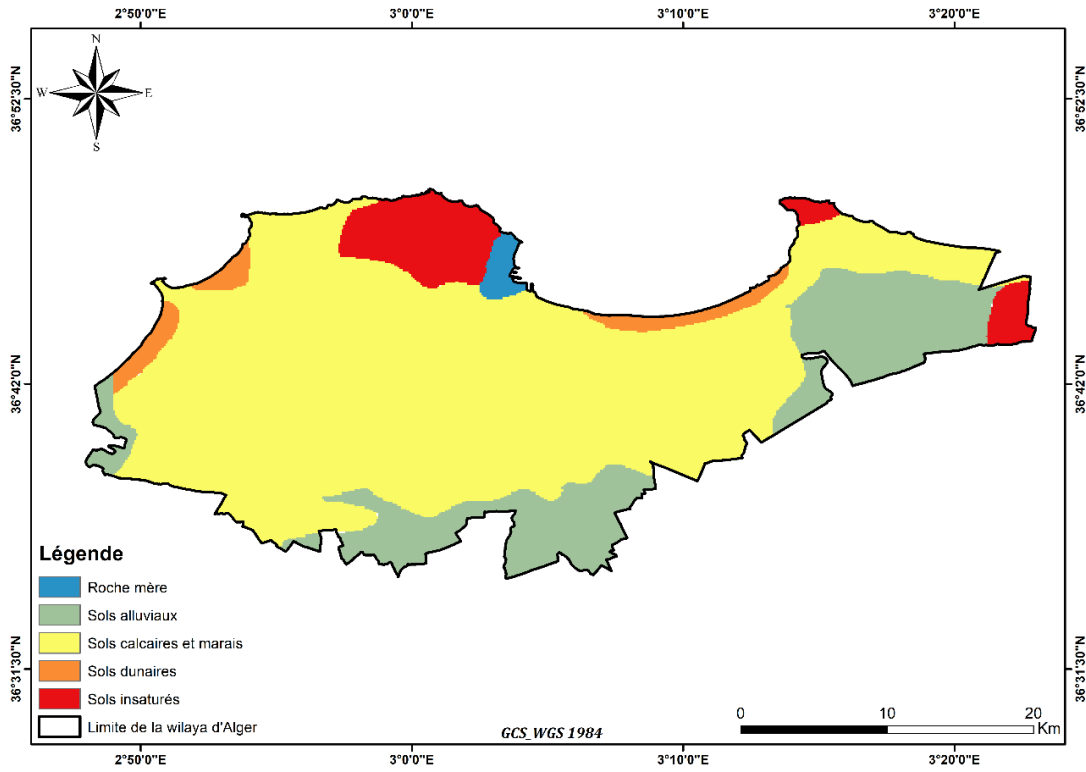 2°50'0"E 3°0'0"E 3°10'0"E 3°20'0"E
N
W E
S
36°52'30"N 36°52'30"N
36°42'0"N 36°42'0"N
36°31'30"N 36°31'30"N
Légende
Roche mère
Sols alluviaux
Sols calcaires et marais
Sols dunaires
Sols insaturés
Limite de la wilaya d'Alger
GCS_WGS 1984
0 10 20
Km
2°50'0"E 3°0'0"E 3°10'0"E 3°20'0"E